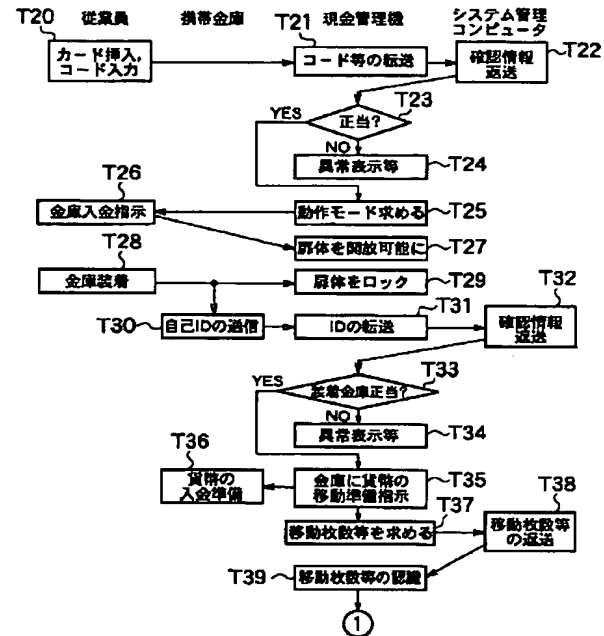 従業員 携帯金庫 現金管理機 システム管理
コンピュータ
T20 T21 T22
カード挿入,
コード入力
コード等の転送
確認情報
返送
T23
正当?
YES
NO
異常表示等
T24
T26
金庫入金指示
動作モード求める
T25
扉体を開放可能に
T27
T28
金庫装着
扉体をロック
T29
T30
自己IDの送信
T31
IDの転送
T32
確認情報
返送
T33
装着金庫正当?
YES
NO
異常表示等
T34
T36
貨幣の
入金準備
金庫に貨幣の
移動準備指示
T35
T37
移動枚数等を求める
T38
移動枚数等
の返送
T39
移動枚数等の認識
1